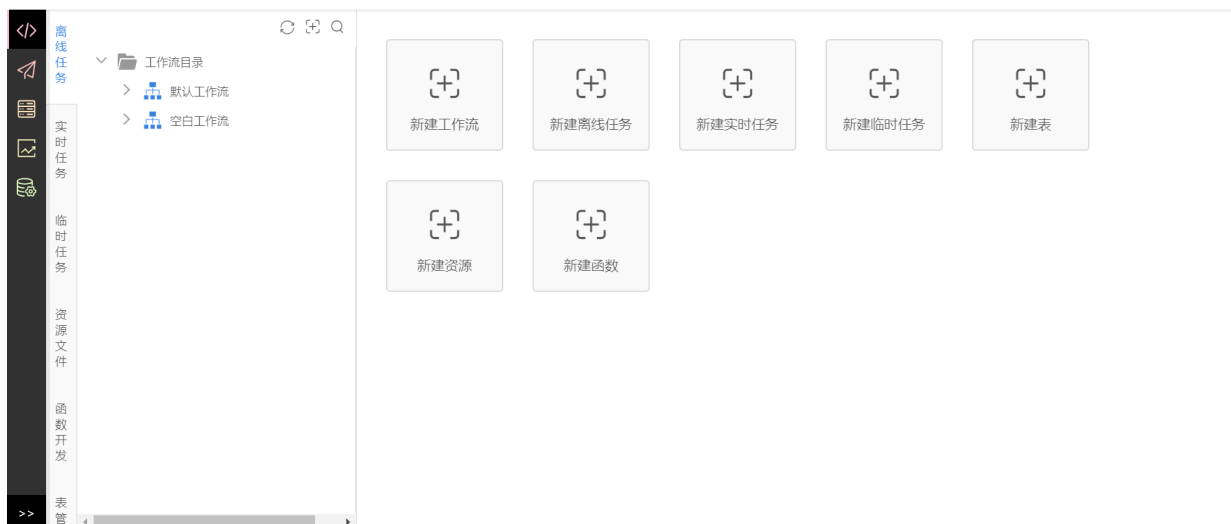 离线任务
实时任务
临时任务
资源文件
函数开发
表管
>>
工作流目录
默认工作流
空白工作流
新建工作流
新建离线任务
新建实时任务
新建临时任务
新建表
新建资源
新建函数